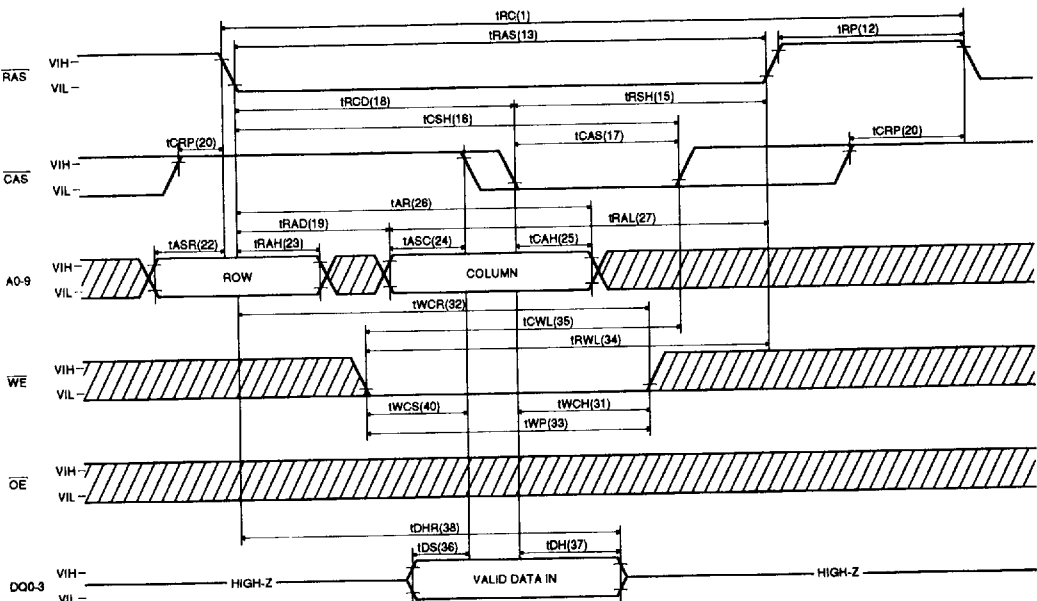 tRC(1)
tRAS(13)
tRP(12)
RAS
VIH
VIL
tRCD(18)
tRSH(15)
tCSH(16)
tCRP(20)
tCAS(17)
tCRP(20)
CAS
VIH
VIL
tAR(26)
tRAD(19)
tRAL(27)
tASR(22)
tRAH(23)
tASC(24)
tCAH(25)
A0-9
VIH
VIL
ROW
COLUMN
tWCR(32)
tCWL(35)
tRWL(34)
WE
VIH
VIL
tWCS(40)
tWCH(31)
tWP(33)
OE
VIH
VIL
tDHR(38)
tDS(36)
tDH(37)
DQ0-3
VIH
VIL
HIGH-Z
VALID DATA IN
HIGH-Z